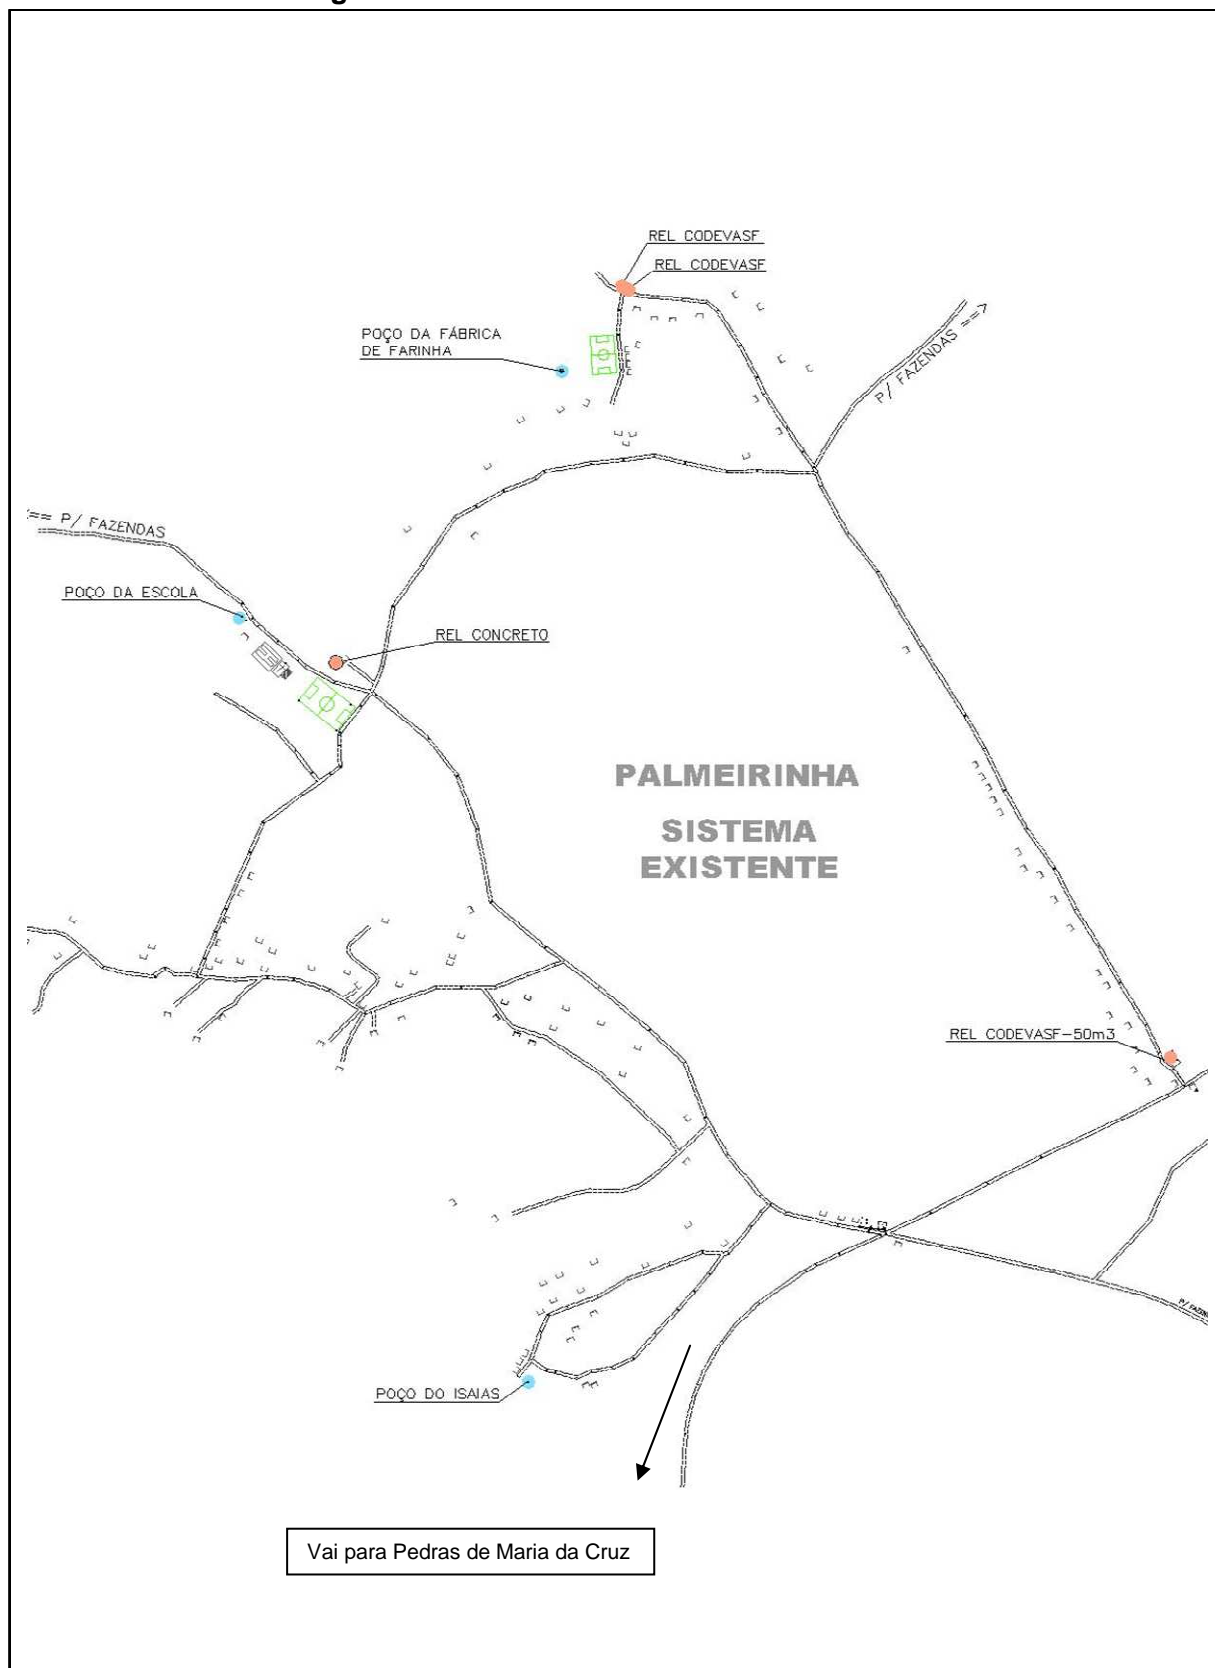 REL CODEVASF
REL CODEVASF
POÇO DA FÁBRICA
DE FARINHA
P/ FAZENDAS ==>
<== P/ FAZENDAS
POÇO DA ESCOLA
REL CONCRETO
PALMEIRINHA
SISTEMA
EXISTENTE
REL CODEVASF-50m3
POÇO DO ISAIAS
Vai para Pedras de Maria da Cruz